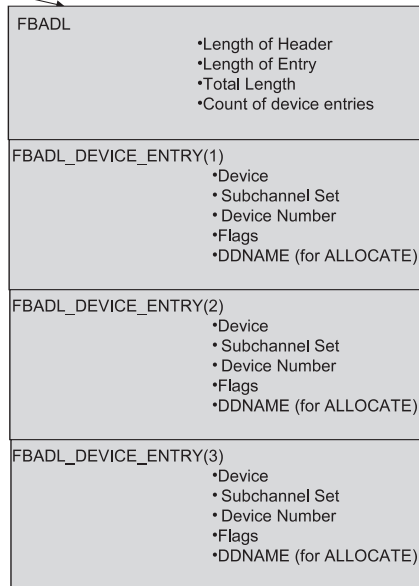 FBADL
•Length of Header
•Length of Entry
•Total Length
•Count of device entries
FBADL_DEVICE_ENTRY(1)
•Device
• Subchannel Set
• Device Number
•Flags
•DDNAME (for ALLOCATE)
FBADL_DEVICE_ENTRY(2)
•Device
• Subchannel Set
• Device Number
•Flags
•DDNAME (for ALLOCATE)
FBADL_DEVICE_ENTRY(3)
•Device
• Subchannel Set
• Device Number
•Flags
•DDNAME (for ALLOCATE)